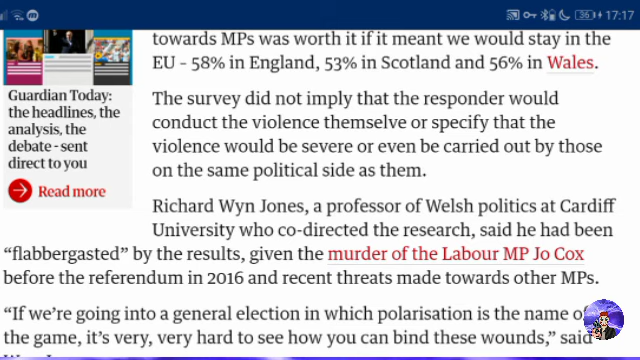 36 17:17
towards MPs was worth it if it meant we would stay in the
EU – 58% in England, 53% in Scotland and 56% in Wales.
Guardian Today:
the headlines, the
analysis, the
debate - sent
direct to you
Read more
The survey did not imply that the responder would
conduct the violence themselve or specify that the
violence would be severe or even be carried out by those
on the same political side as them.
Richard Wyn Jones, a professor of Welsh politics at Cardiff
University who co-directed the research, said he had been
“flabbergasted” by the results, given the murder of the Labour MP Jo Cox
before the referendum in 2016 and recent threats made towards other MPs.
“If we’re going into a general election in which polarisation is the name of
the game, it’s very, very hard to see how you can bind these wounds,” said